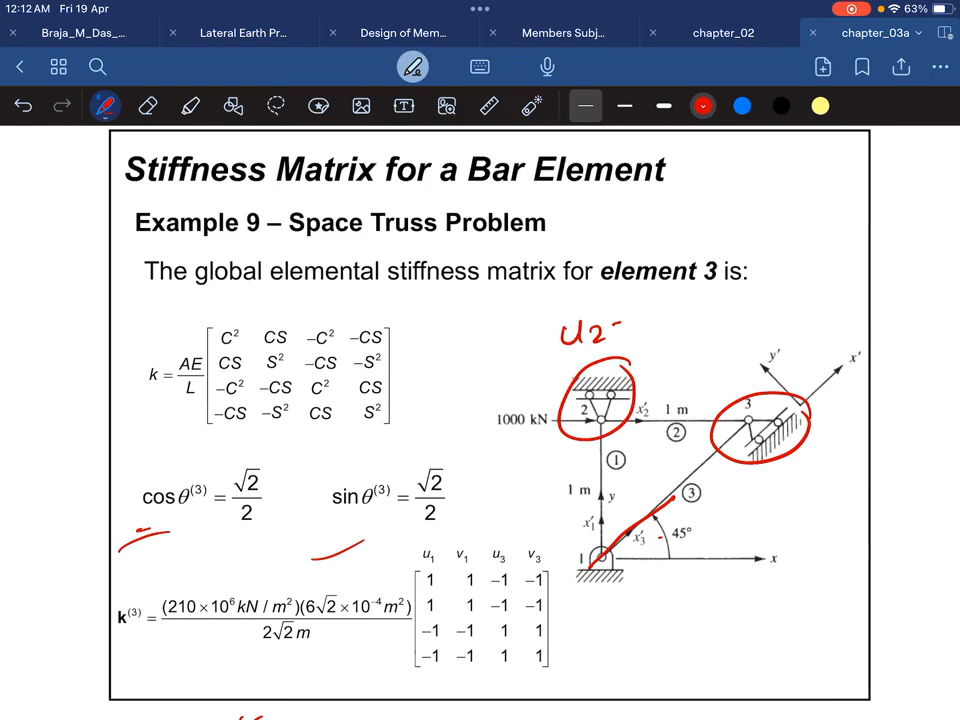 12:12 AM Fri 19 Apr 63%
Braja_M_Das_... Lateral Earth Pr... Design of Mem... Members Subj... chapter_02 chapter_03a
Stiffness Matrix for a Bar Element
Example 9 – Space Truss Problem
The global elemental stiffness matrix for element 3 is:
u2-
k = AE/L [C² CS −C² −CS
CS S² −CS −S²
−C² −CS C² CS
−CS −S² CS S²]
y′ x′
2 x′₂ 1 m 3
1000 kN
2
1
1 m y
3
x′₁
x′₃ 45°
1 x
cosθ⁽³⁾ = √2/2 sinθ⁽³⁾ = √2/2
u₁ v₁ u₃ v₃
k⁽³⁾ = (210 × 10⁶ kN / m²)(6√2 × 10⁻⁴ m²)/2√2 m [1 1 −1 −1
1 1 −1 −1
−1 −1 1 1
−1 −1 1 1]